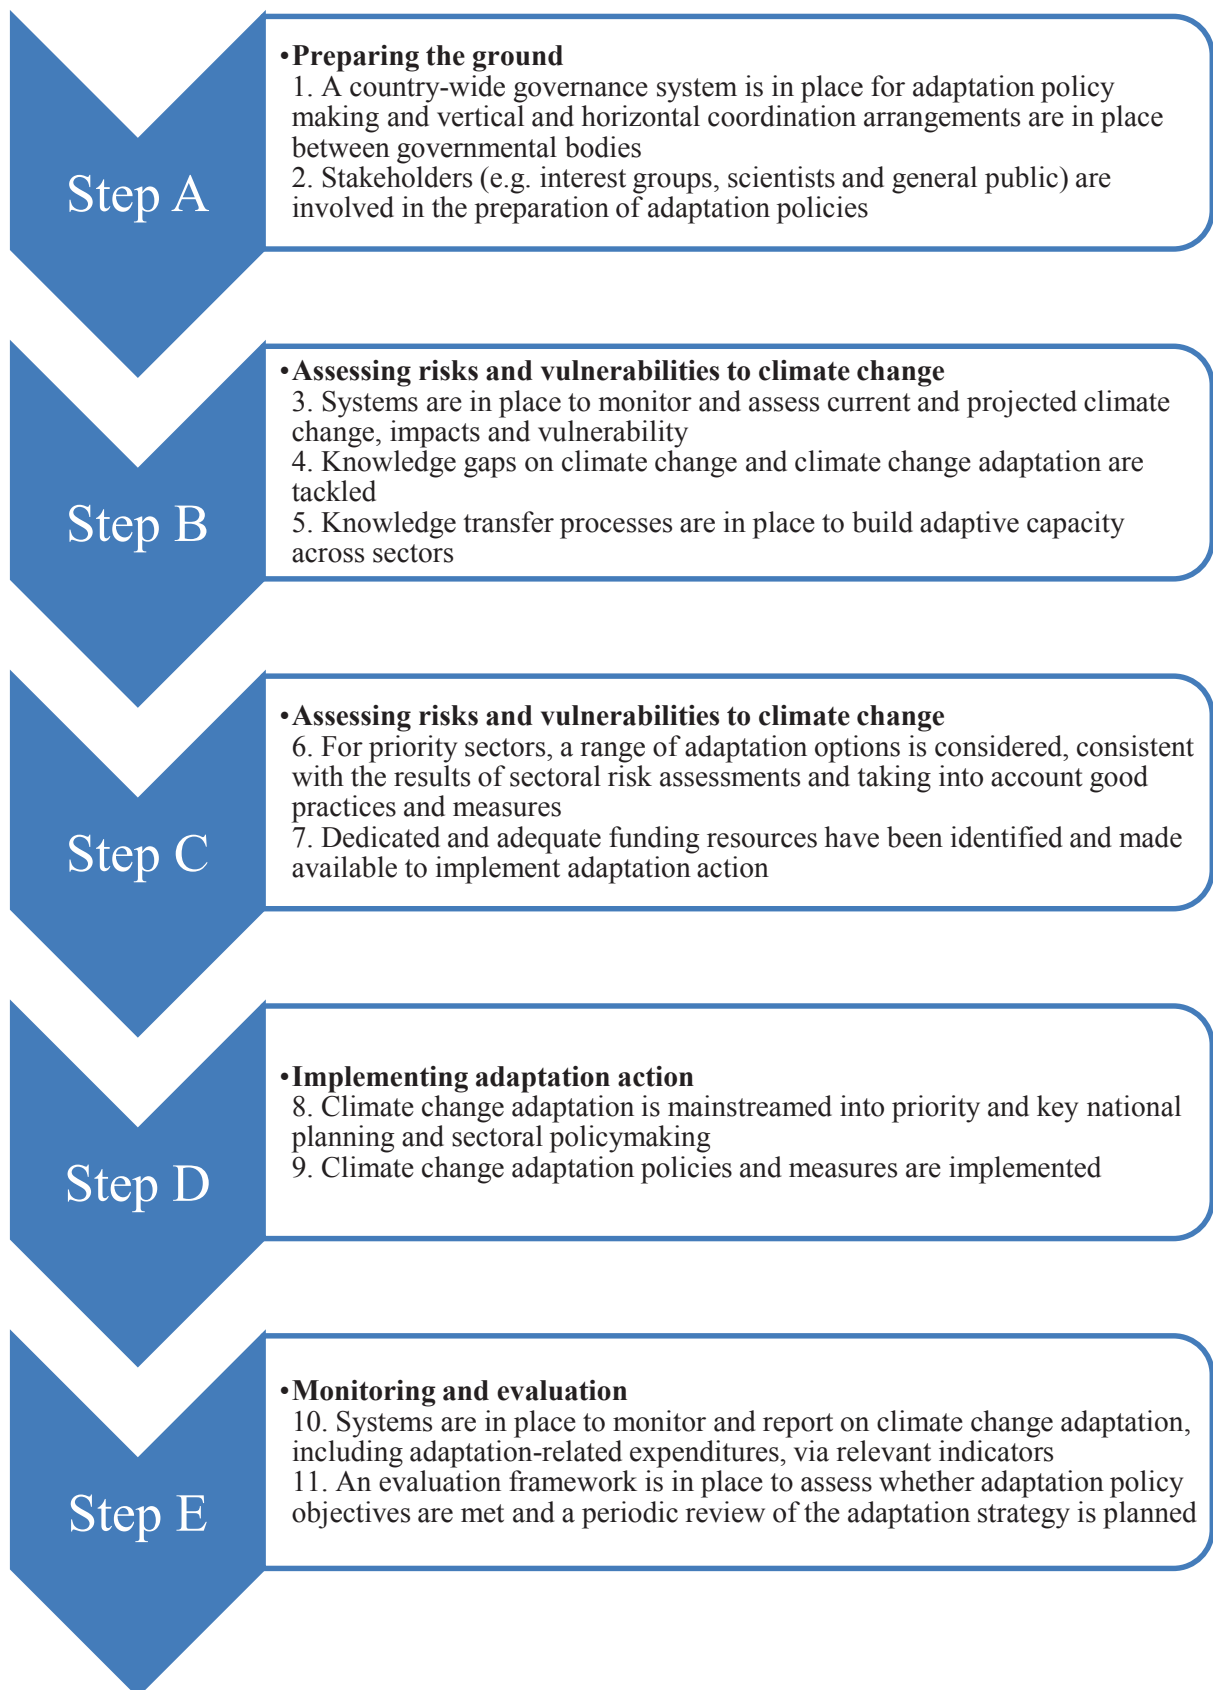 •Preparing the ground
1. A country-wide governance system is in place for adaptation policy
making and vertical and horizontal coordination arrangements are in place
between governmental bodies
2. Stakeholders (e.g. interest groups, scientists and general public) are
involved in the preparation of adaptation policies
Step A
•Assessing risks and vulnerabilities to climate change
3. Systems are in place to monitor and assess current and projected climate
change, impacts and vulnerability
4. Knowledge gaps on climate change and climate change adaptation are
tackled
5. Knowledge transfer processes are in place to build adaptive capacity
across sectors
Step B
•Assessing risks and vulnerabilities to climate change
6. For priority sectors, a range of adaptation options is considered, consistent
with the results of sectoral risk assessments and taking into account good
practices and measures
7. Dedicated and adequate funding resources have been identified and made
available to implement adaptation action
Step C
•Implementing adaptation action
8. Climate change adaptation is mainstreamed into priority and key national
planning and sectoral policymaking
9. Climate change adaptation policies and measures are implemented
Step D
•Monitoring and evaluation
10. Systems are in place to monitor and report on climate change adaptation,
including adaptation-related expenditures, via relevant indicators
11. An evaluation framework is in place to assess whether adaptation policy
objectives are met and a periodic review of the adaptation strategy is planned
Step E